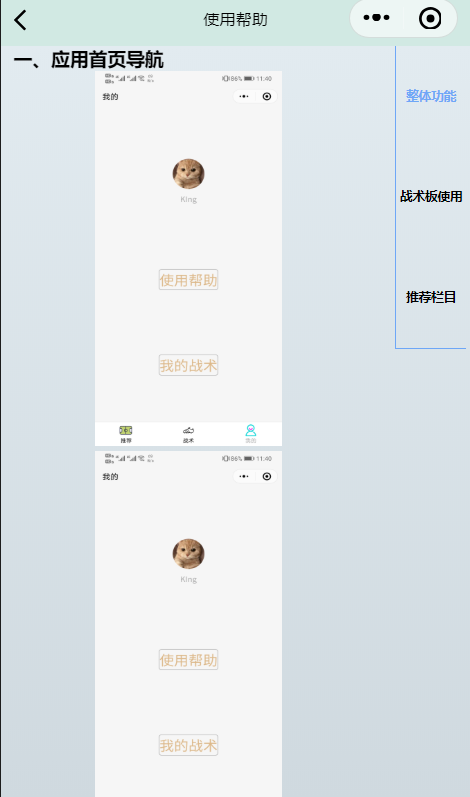 使用帮助
一、应用首页导航
整体功能
战术板使用
推荐栏目
86% 11:40
我的
King
使用帮助
我的战术
推荐 战术 我的
86% 11:40
我的
King
使用帮助
我的战术